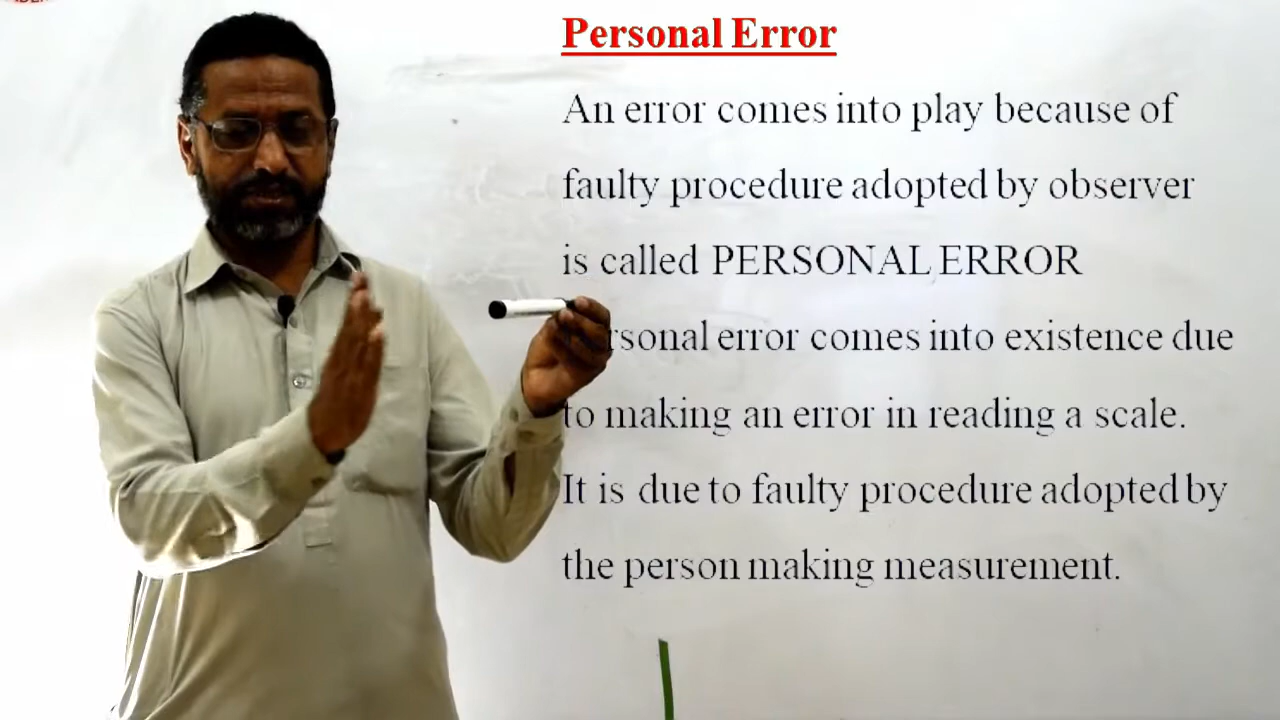 Personal Error
An error comes into play because of
faulty procedure adopted by observer
is called PERSONAL ERROR
Personal error comes into existence due
to making an error in reading a scale.
It is due to faulty procedure adopted by
the person making measurement.